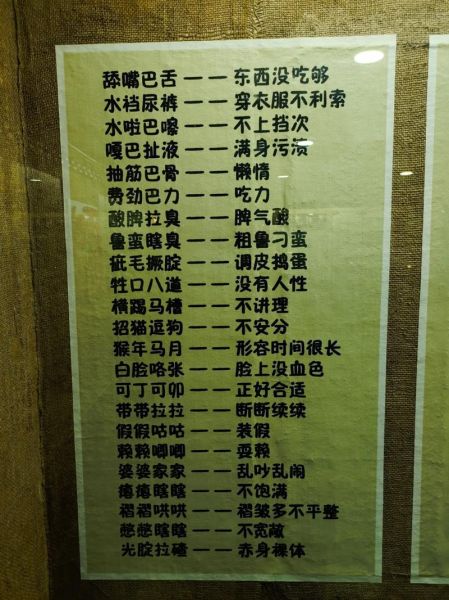 舔嘴巴舌——东西没吃够
水裆尿裤——穿衣服不利索
水啦巴嚓——不上挡次
嘎巴扯液——满身污渍
抽筋巴骨——懒惰
费劲巴力——吃力
酸脾拉臭——脾气酸
鲁蛮瞎臭——粗鲁刁蛮
疵毛撅腚——调皮捣蛋
牲口八道——没有人性
横踢马槽——不讲理
招猫逗狗——不安分
猴年马月——形容时间很长
白脸咯张——脸上没血色
可丁可卯——正好合适
带带拉拉——断断续续
假假咕咕——装假
赖赖唧唧——耍赖
婆婆家家——乱吵乱闹
瘪瘪瞎瞎——不饱满
褶褶哄哄——褶皱多不平整
憋憋瞎瞎——不宽敞
光腚拉碴——赤身裸体